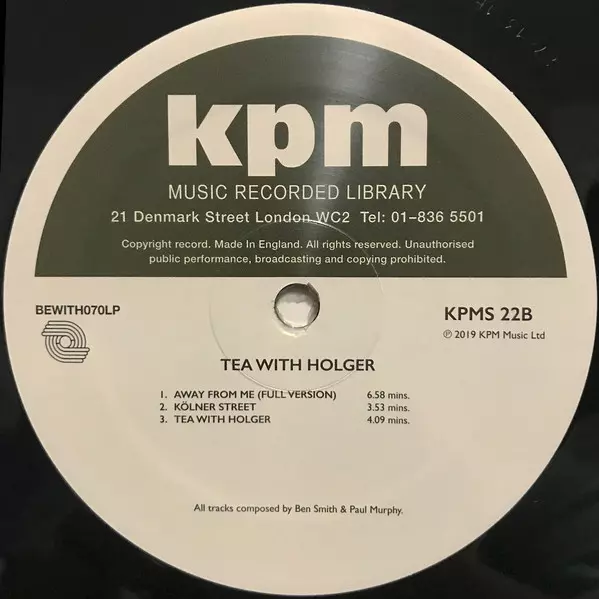 kpm
MUSIC RECORDED LIBRARY
21 Denmark Street London WC2 Tel: 01-836 5501
Copyright record. Made In England. All rights reserved. Unauthorised
public performance, broadcasting and copying prohibited.
BEWITH070LP
KPMS 22B
℗ 2019 KPM Music Ltd
TEA WITH HOLGER
1. AWAY FROM ME (FULL VERSION) 6.58 mins.
2. KÖLNER STREET 3.53 mins.
3. TEA WITH HOLGER 4.09 mins.
All tracks composed by Ben Smith & Paul Murphy.